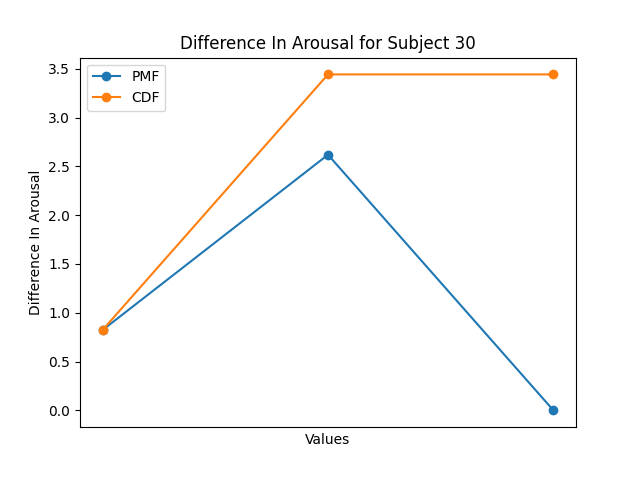 Difference In Arousal for Subject 30
PMF
CDF
3.5
3.0
2.5
2.0
1.5
1.0
0.5
0.0
Difference In Arousal
Values